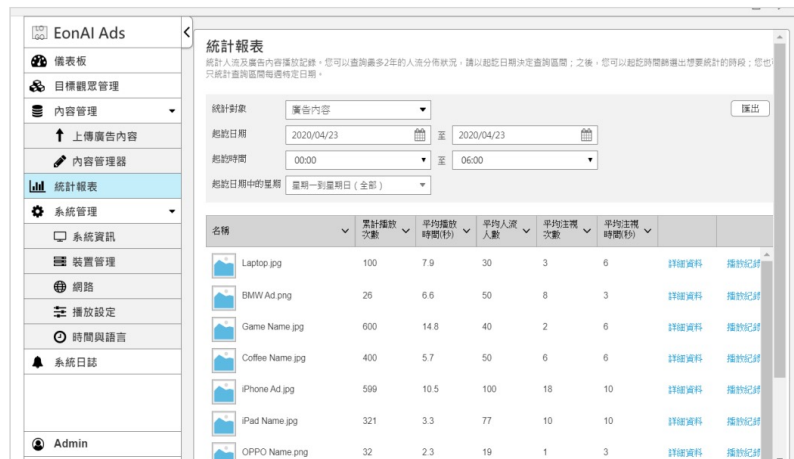 EonAI Ads
儀表板
目標觀眾管理
內容管理
上傳廣告內容
內容管理器
統計報表
系統管理
系統資訊
裝置管理
網路
播放設定
時間與語言
系統日誌
Admin
統計報表
統計人流及廣告內容播放記錄，您可以查詢最多2年的人流分佈狀況，請以起訖日期決定查詢區間；之後，您可以起訖時間篩選出想要統計的時段；您也可
只統計查詢區間每週特定日期。
統計對象 廣告內容 匯出
起訖日期 2020/04/23 至 2020/04/23
起訖時間 00:00 至 06:00
起訖日期中的星期 星期一到星期日（全部）
名稱 累計播放次數 平均播放時間(秒) 平均人流人數 平均注視次數 平均注視時間(秒)
Laptop.jpg 100 7.9 30 3 6 詳細資料 播放紀錄
BMW Ad.png 26 6.6 50 8 3 詳細資料 播放紀錄
Game Name.jpg 600 14.8 40 2 6 詳細資料 播放紀錄
Coffee Name.jpg 400 5.7 50 6 6 詳細資料 播放紀錄
iPhone Ad.jpg 599 10.5 100 18 10 詳細資料 播放紀錄
iPad Name.jpg 321 3.3 77 10 10 詳細資料 播放紀錄
OPPO Name.png 32 2.3 19 1 3 詳細資料 播放紀錄